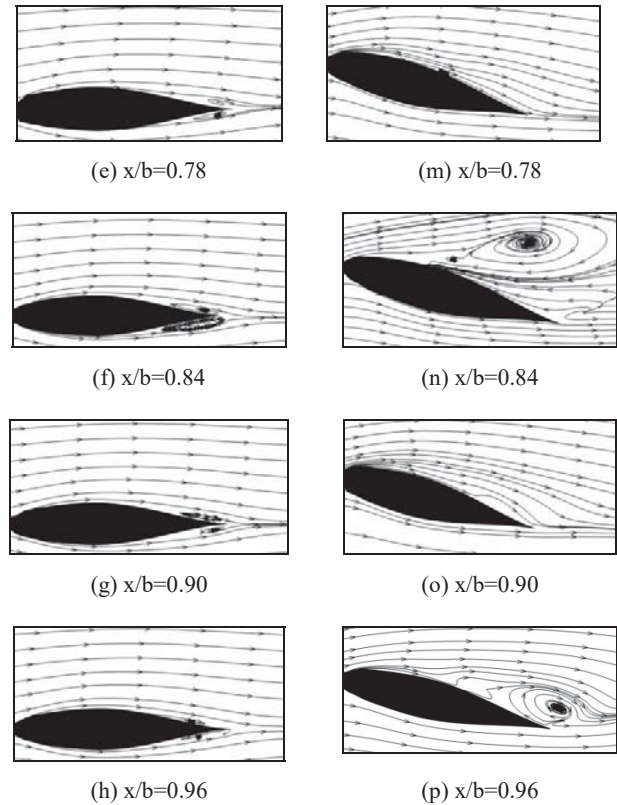 (e) x/b=0.78
(m) x/b=0.78
(f) x/b=0.84
(n) x/b=0.84
(g) x/b=0.90
(o) x/b=0.90
(h) x/b=0.96
(p) x/b=0.96